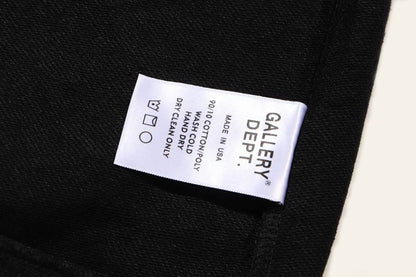 GALLERY®
DEPT.
MADE IN USA
90/10 COTTON/POLY
WASH COLD
HAND DRY
DRY CLEAN ONLY